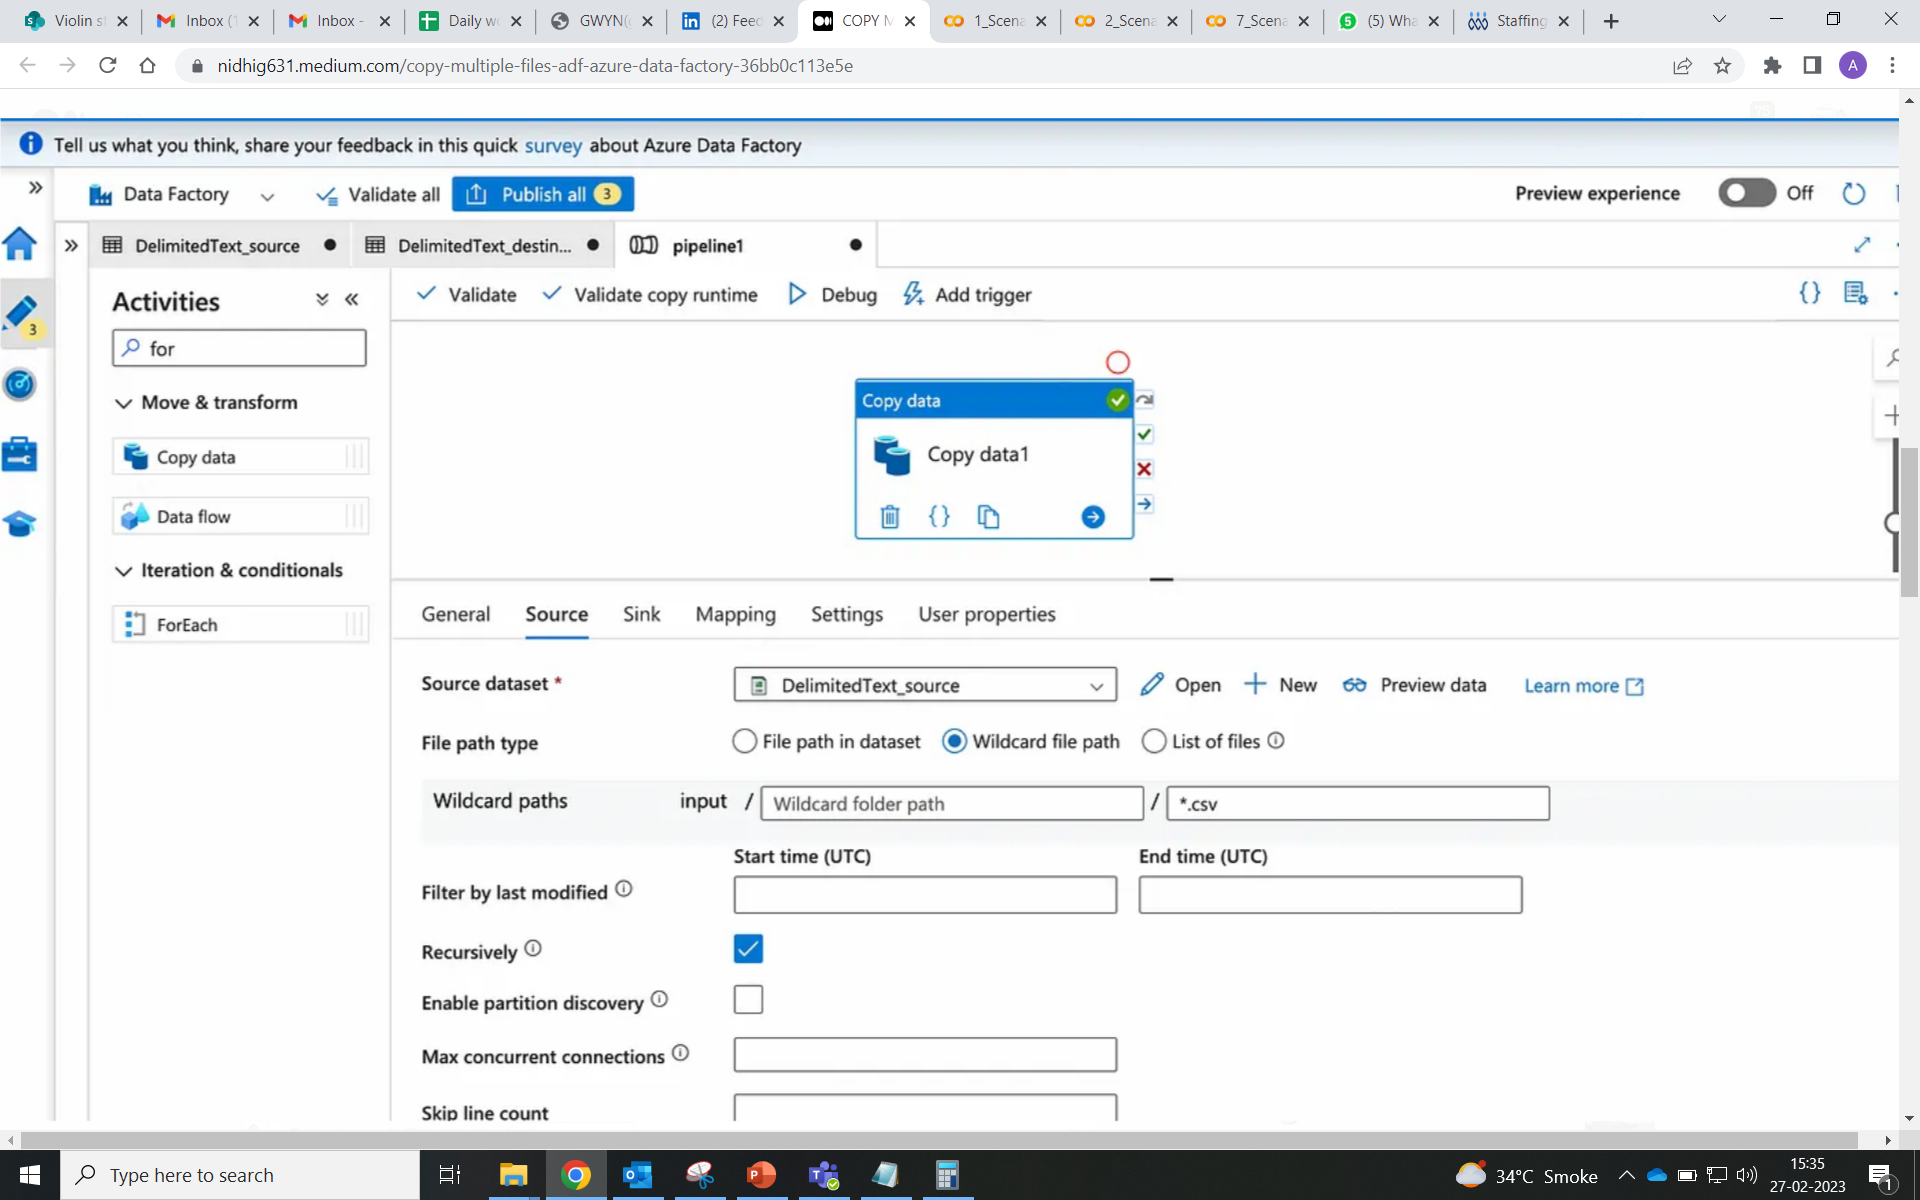 Violin s
Inbox (1
Inbox -
Daily w
GWYN(
(2) Feed
COPY M
1_Scena
2_Scena
7_Scena
(5) Wha
Staffing
nidhig631.medium.com/copy-multiple-files-adf-azure-data-factory-36bb0c113e5e
A
Tell us what you think, share your feedback in this quick survey about Azure Data Factory
Data Factory
Validate all
Publish all 3
Preview experience
Off
DelimitedText_source
DelimitedText_destin...
pipeline1
3
Activities
Validate
Validate copy runtime
Debug
Add trigger
for
Move & transform
Copy data
Data flow
Iteration & conditionals
ForEach
Copy data
Copy data1
General
Source
Sink
Mapping
Settings
User properties
Source dataset *
DelimitedText_source
Open
New
Preview data
Learn more
File path type
File path in dataset
Wildcard file path
List of files
Wildcard paths
input / Wildcard folder path / *.csv
Start time (UTC)
End time (UTC)
Filter by last modified
Recursively
Enable partition discovery
Max concurrent connections
Skip line count
Type here to search
34°C Smoke
15:35
27-02-2023
1